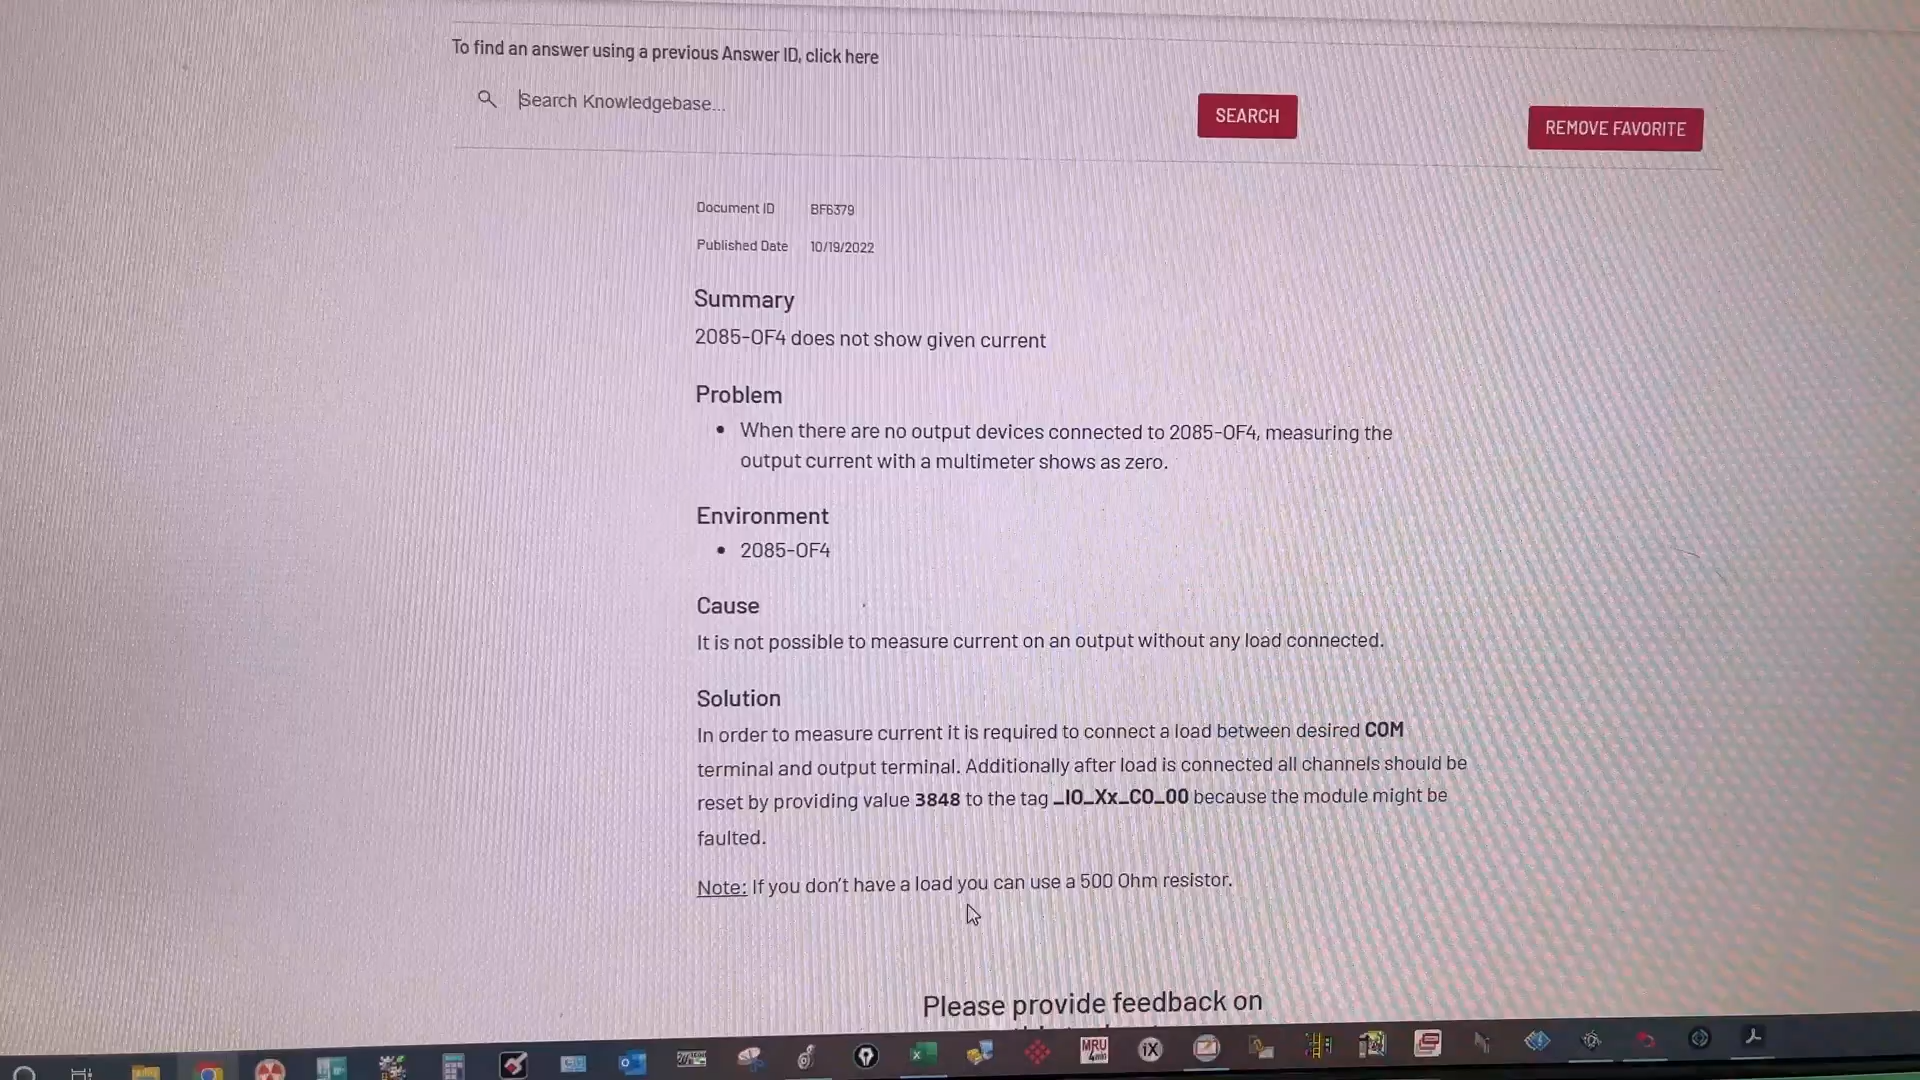 To find an answer using a previous Answer ID, click here
Search Knowledgebase...
SEARCH
REMOVE FAVORITE
Document ID BF6379
Published Date 10/19/2022
Summary
2085-OF4 does not show given current
Problem
• When there are no output devices connected to 2085-OF4, measuring the
output current with a multimeter shows as zero.
Environment
• 2085-OF4
Cause
It is not possible to measure current on an output without any load connected.
Solution
In order to measure current it is required to connect a load between desired COM
terminal and output terminal. Additionally after load is connected all channels should be
reset by providing value 3848 to the tag _IO_Xx_CO_00 because the module might be
faulted.
Note: If you don't have a load you can use a 500 Ohm resistor.
Please provide feedback on
MRU
iX